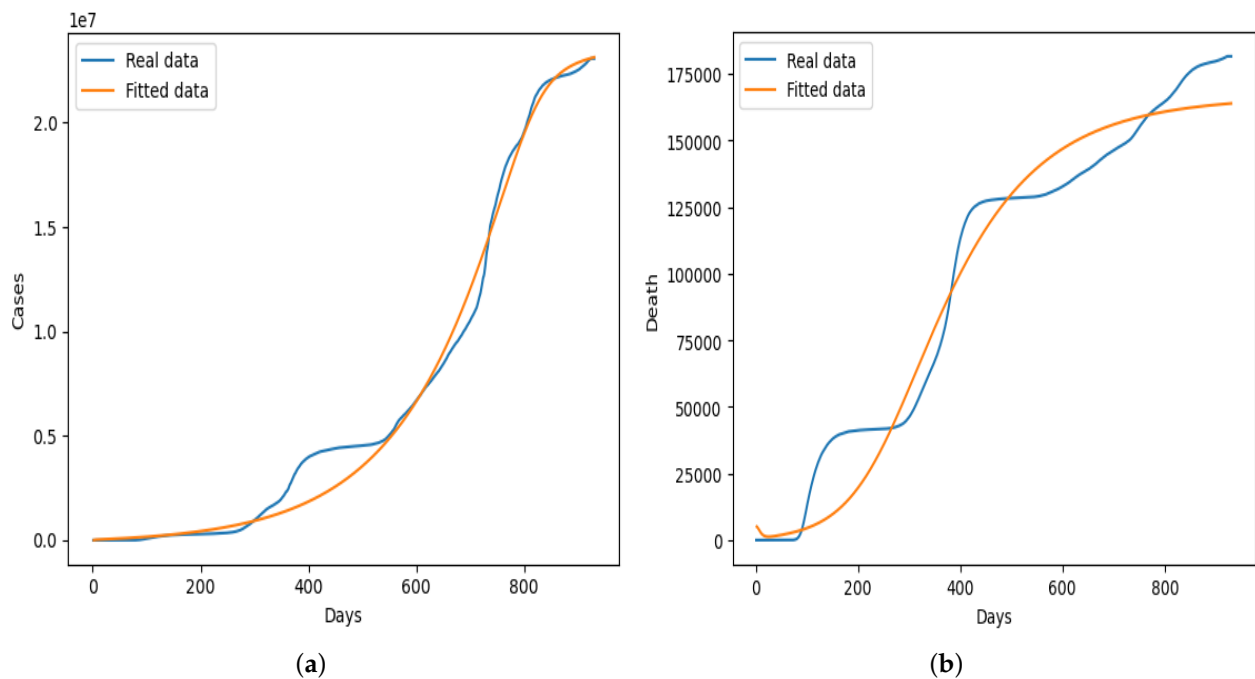 1e7
Real data
Fitted data
2.0
1.5
1.0
0.5
0.0
Cases
0 200 400 600 800
Days
(a)
Real data
Fitted data
175000
150000
125000
100000
75000
50000
25000
0
Death
0 200 400 600 800
Days
(b)